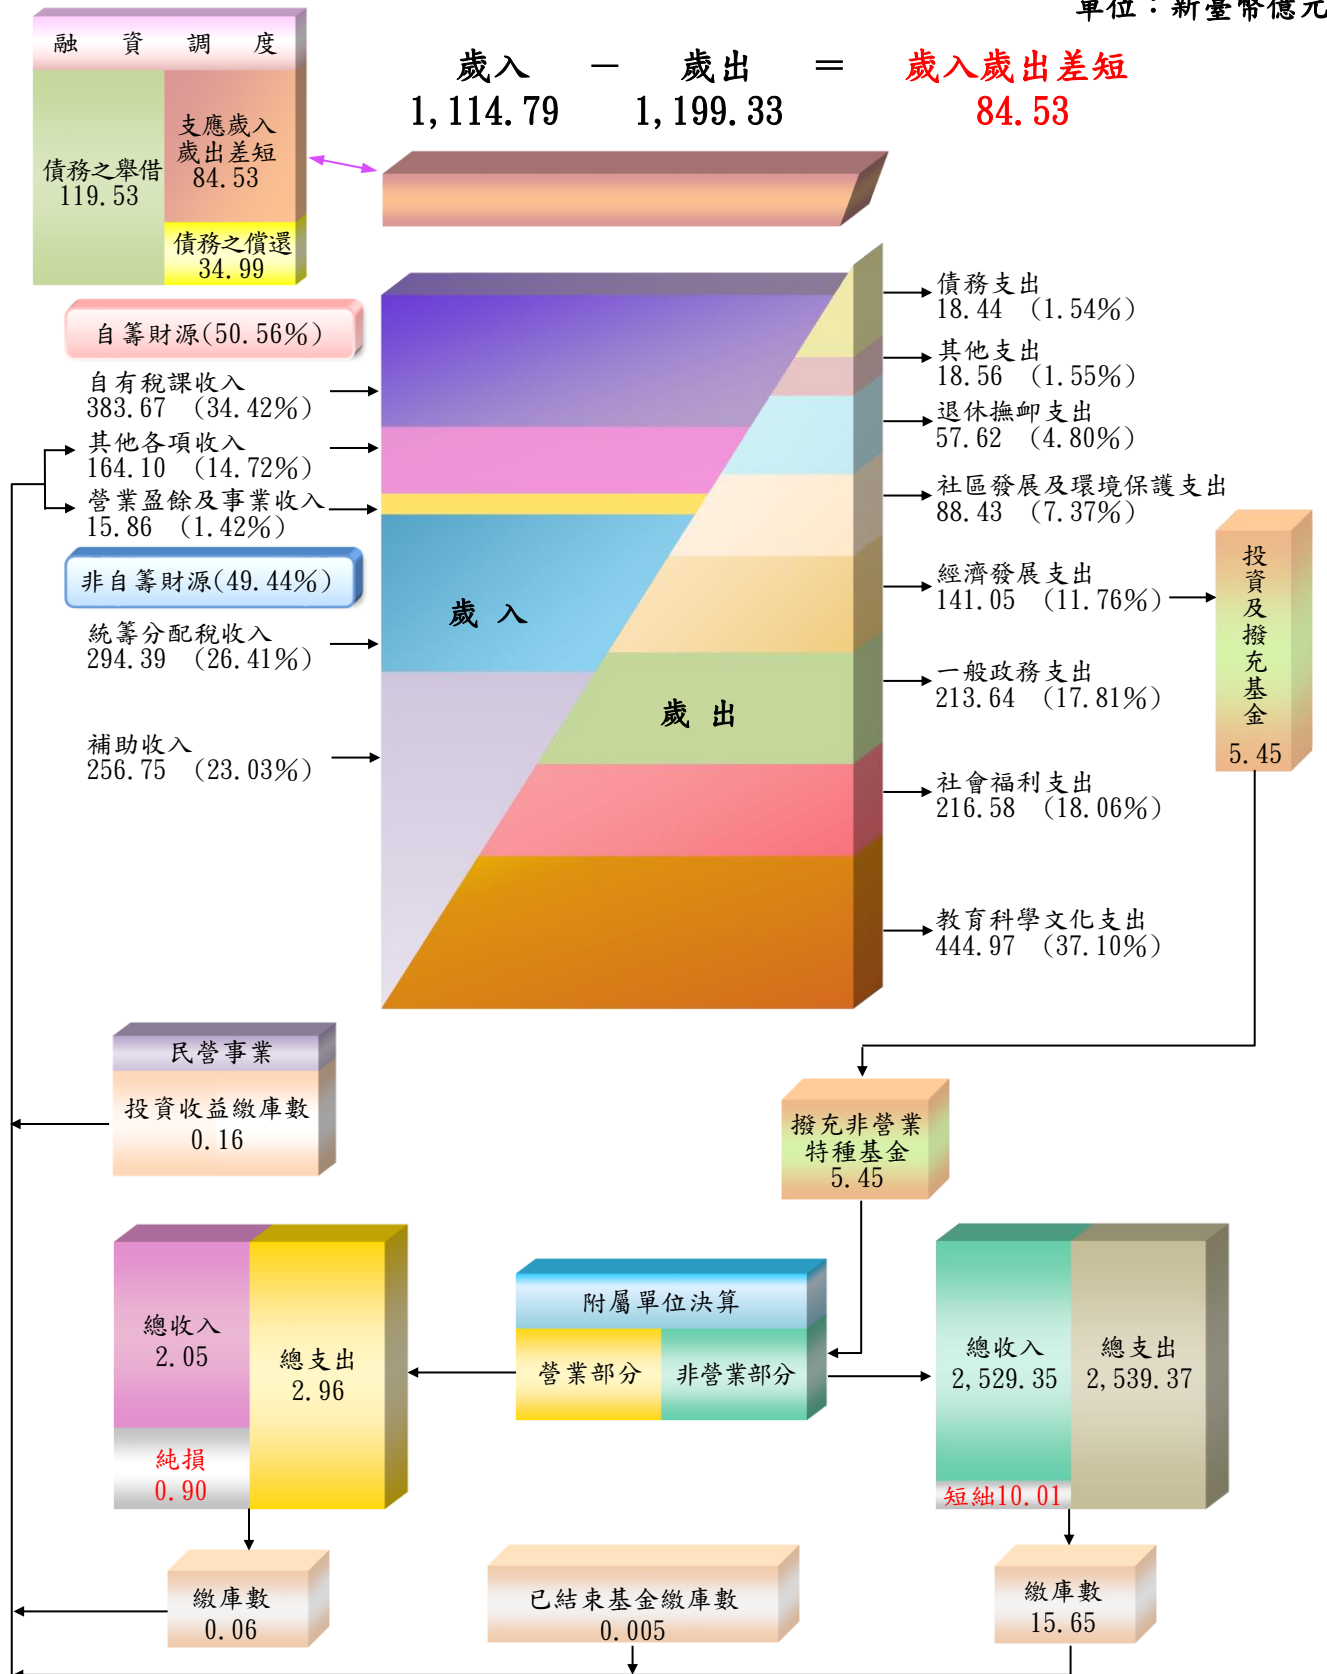 單位：新臺幣億元
融資調度
債務之舉借
119.53
支應歲入
歲出差短
84.53
債務之償還
34.99
歲入 － 歲出 ＝ 歲入歲出差短
1,114.79 1,199.33 84.53
自籌財源(50.56%)
自有稅課收入
383.67 (34.42%)
其他各項收入
164.10 (14.72%)
營業盈餘及事業收入
15.86 (1.42%)
非自籌財源(49.44%)
統籌分配稅收入
294.39 (26.41%)
補助收入
256.75 (23.03%)
歲入
歲出
債務支出
18.44 (1.54%)
其他支出
18.56 (1.55%)
退休撫卹支出
57.62 (4.80%)
社區發展及環境保護支出
88.43 (7.37%)
經濟發展支出
141.05 (11.76%)
一般政務支出
213.64 (17.81%)
社會福利支出
216.58 (18.06%)
教育科學文化支出
444.97 (37.10%)
投資及撥充基金
5.45
民營事業
投資收益繳庫數
0.16
撥充非營業
特種基金
5.45
總收入
2.05
純損
0.90
總支出
2.96
附屬單位決算
營業部分
非營業部分
總收入
2,529.35
短絀10.01
總支出
2,539.37
繳庫數
0.06
已結束基金繳庫數
0.005
繳庫數
15.65